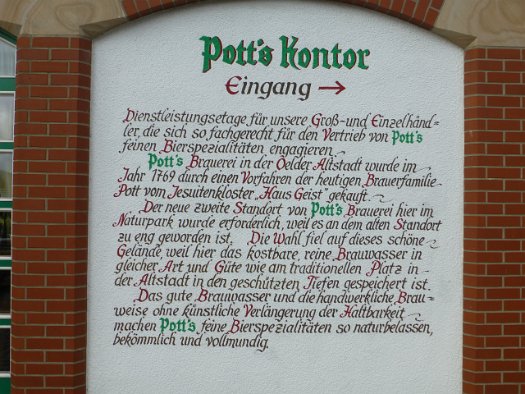 Pott's Kontor
Eingang →
Dienstleistungsetage für unsere Groß- und Einzelhänd=
ler, die sich so fachgerecht für den Vertrieb von Pott's
feinen Bierspezialitäten engagieren.
Pott's Brauerei in der Oelder Altstadt wurde im
Jahr 1769 durch einen Vorfahren der heutigen Brauerfamilie
Pott vom Jesuitenkloster „Haus Geist" gekauft.
Der neue zweite Standort von Pott's Brauerei hier im
Naturpark wurde erforderlich, weil es an dem alten Standort
zu eng geworden ist. Die Wahl fiel auf dieses schöne
Gelände, weil hier das kostbare, reine Brauwasser in
gleicher Art und Güte wie am traditionellen Platz in
der Altstadt in den geschützten Tiefen gespeichert ist.
Das gute Brauwasser und die handwerkliche Brau=
weise ohne künstliche Verlängerung der Haltbarkeit
machen Pott's feine Bierspezialitäten so naturbelassen,
bekömmlich und vollmundig.